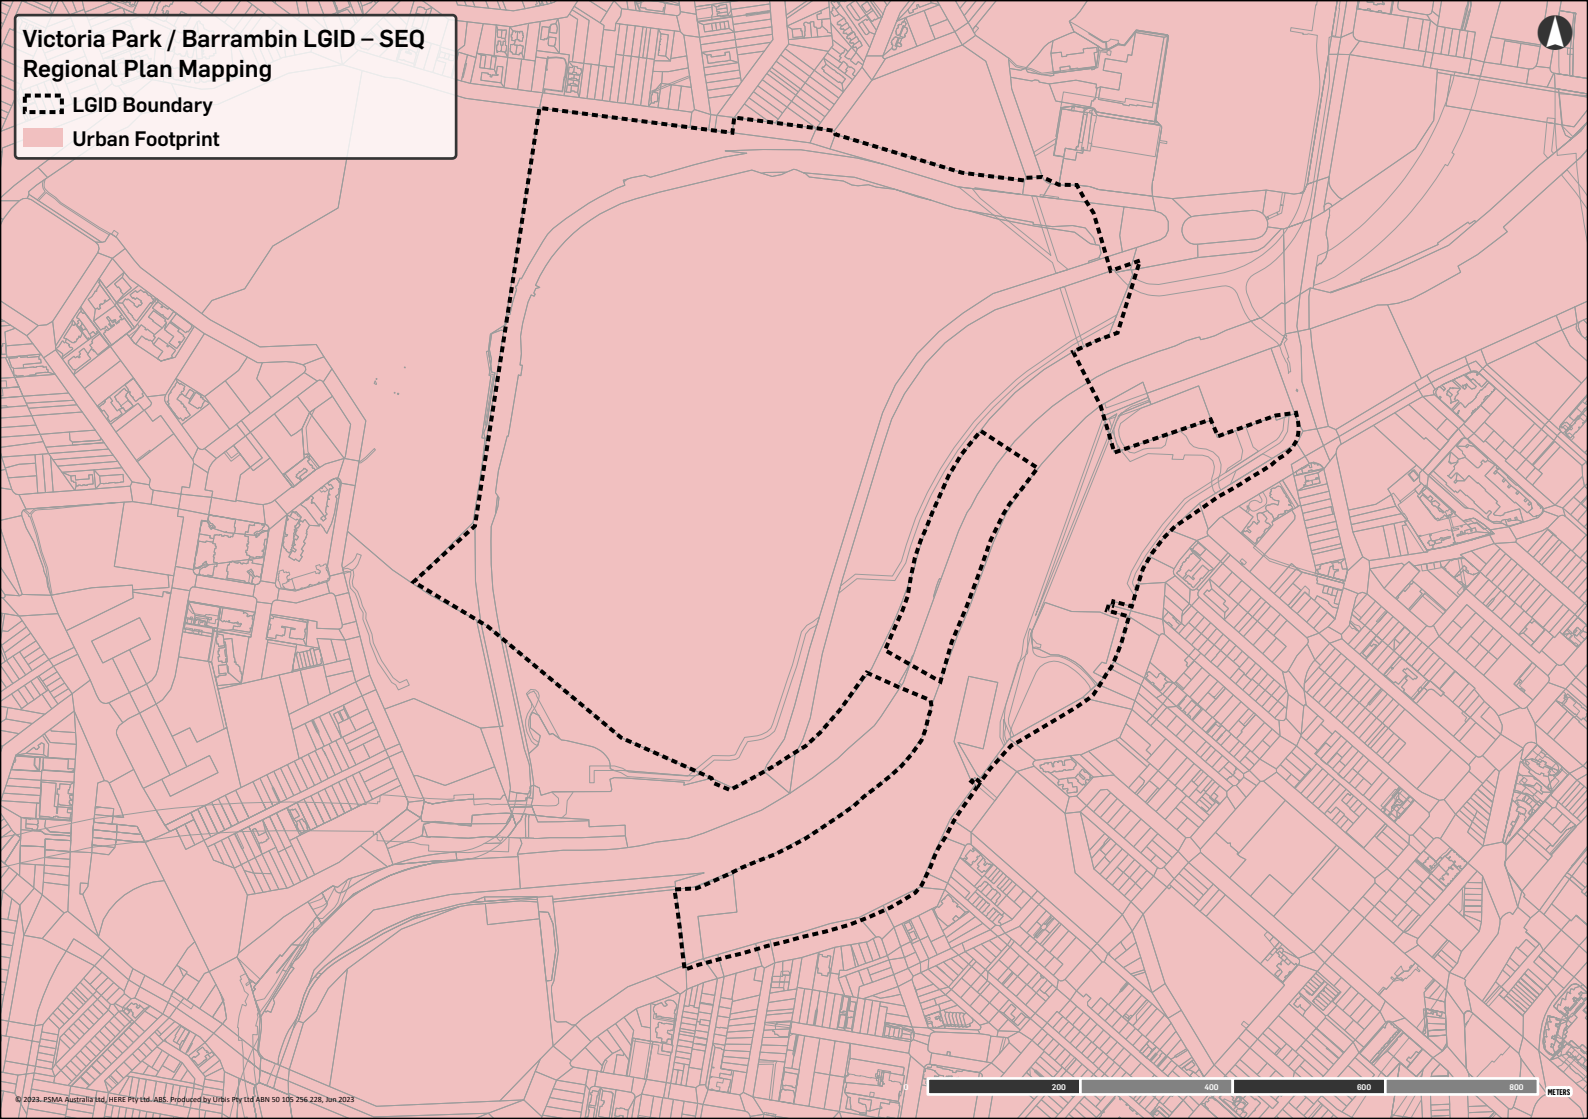 Victoria Park / Barrambin LGID – SEQ
Regional Plan Mapping
LGID Boundary
Urban Footprint
0 200 400 600 800
METERS
© 2023. PSMA Australia Ltd, HERE Pty Ltd. ABS. Produced by Urbis Pty Ltd ABN 50 105 256 228, Jun 2023